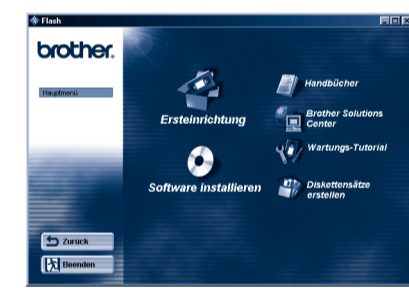 Flash
brother.
Hauptmenü
Ersteinrichtung
Software installieren
Handbücher
Brother Solutions
Center
Wartungs-Tutorial
Diskettensätze
erstellen
Zurück
Beenden